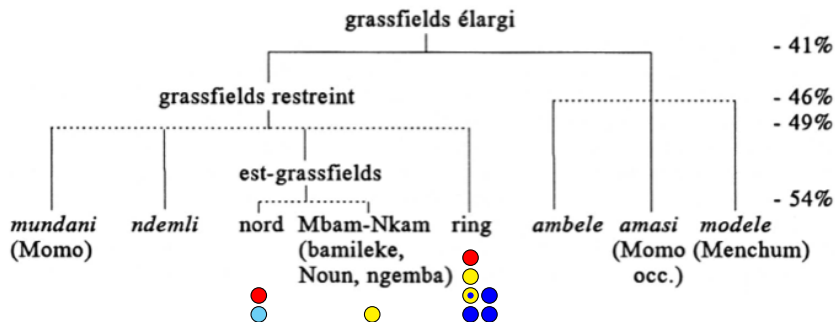 grassfields élargi
- 41%
grassfields restreint
- 46%
- 49%
est-grassfields
- 54%
mundani ndemli nord Mbam-Nkam ring ambele amasi modele
(Momo) (bamileke, (Momo (Menchum)
Noun, ngemba) occ.)